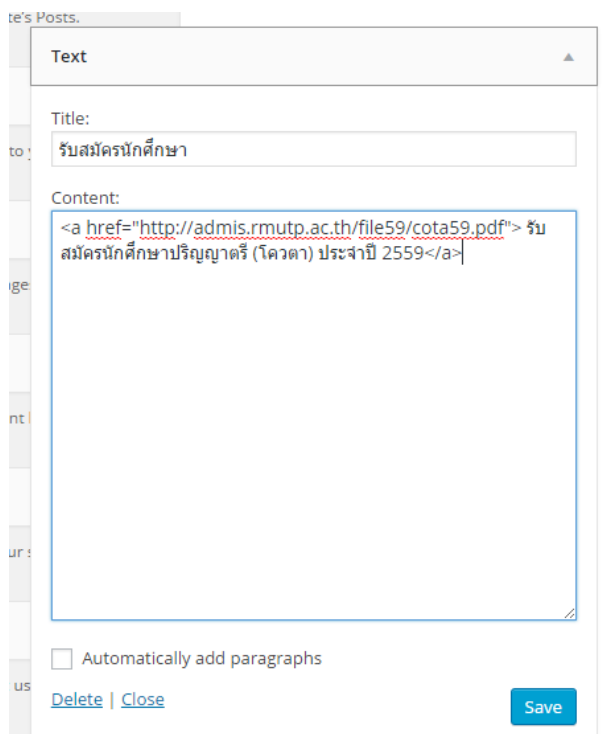 te's Posts.
Text
Title:
to
รับสมัครนักศึกษา
Content:
<a href="http://admis.rmutp.ac.th/file59/cota59.pdf"> รับ
สมัครนักศึกษาปริญญาตรี (โควตา) ประจำปี 2559</a>
Automatically add paragraphs
us
Delete | Close
Save